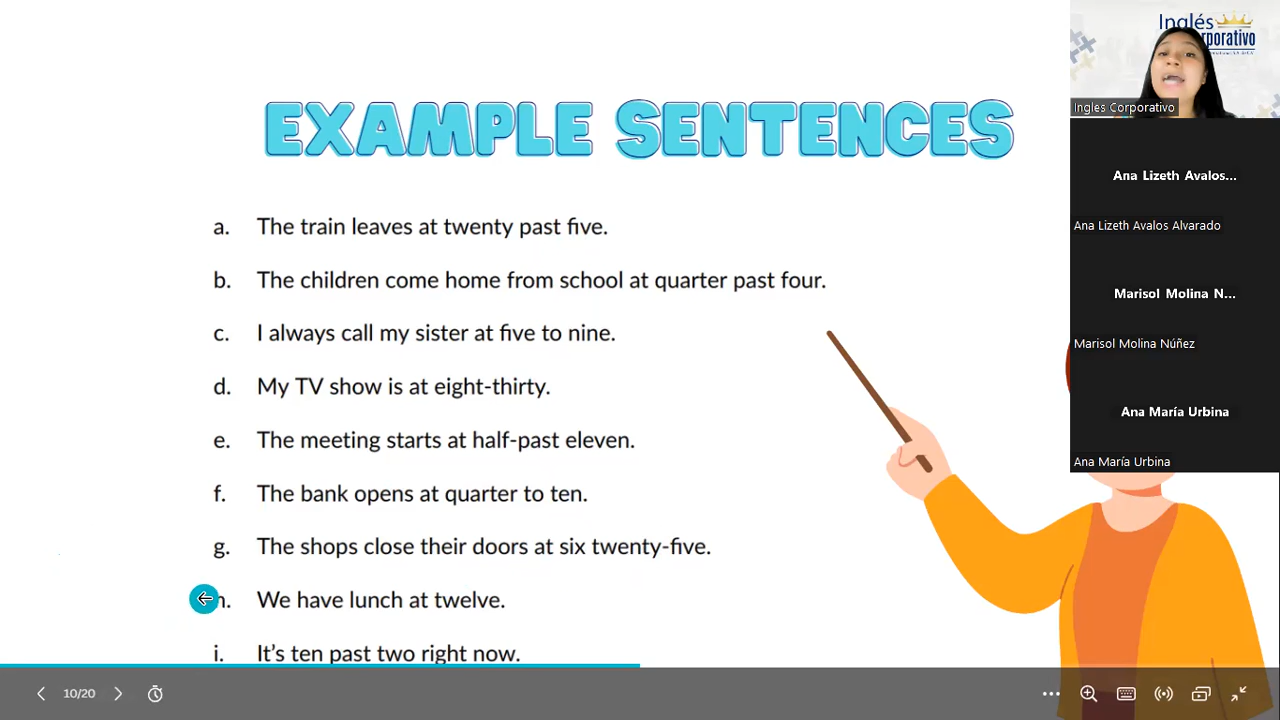 EXAMPLE SENTENCES
a. The train leaves at twenty past five.
b. The children come home from school at quarter past four.
c. I always call my sister at five to nine.
d. My TV show is at eight-thirty.
e. The meeting starts at half-past eleven.
f. The bank opens at quarter to ten.
g. The shops close their doors at six twenty-five.
h. We have lunch at twelve.
i. It's ten past two right now.
10/20
Inglés
Ingles Corporativo
Ana Lizeth Avalos...
Ana Lizeth Avalos Alvarado
Marisol Molina N...
Marisol Molina Núñez
Ana María Urbina
Ana María Urbina